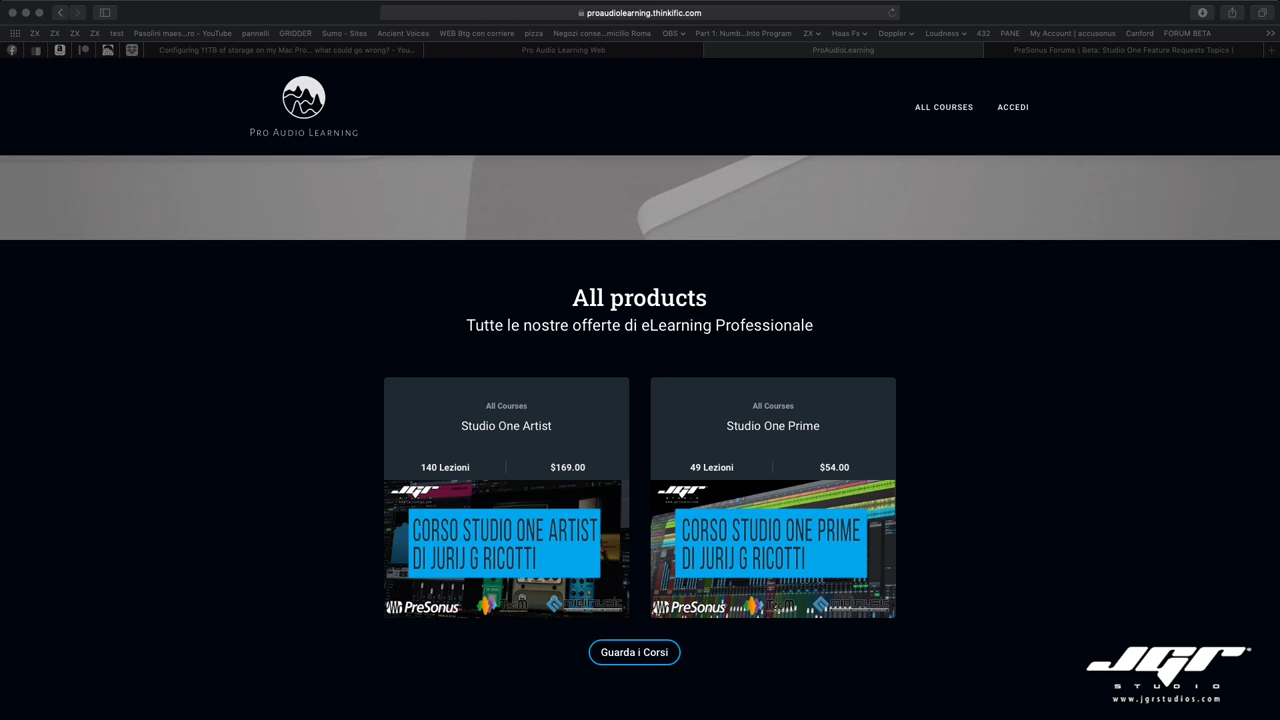 proaudiolearning.thinkific.com
ZX ZX ZX ZX test Pasolini maes...ro - YouTube pannelli GRIDDER Sumo - Sites Ancient Voices WEB Btg con corriere pizza Negozi conse...micilio Roma OBS Part 1: Numb...Into Program ZX Haas Fx Doppler Loudness 432 PANE My Account | accusonus Canford FORUM BETA
Configuring 11TB of storage on my Mac Pro... what could go wrong? - You... Pro Audio Learning Web ProAudioLearning PreSonus Forums | Beta: Studio One Feature Requests Topics |
ALL COURSES ACCEDI
Pro Audio Learning
All products
Tutte le nostre offerte di eLearning Professionale
All Courses
Studio One Artist
140 Lezioni $169.00
JGR
CORSO STUDIO ONE ARTIST
DI JURIJ G RICOTTI
PreSonus
All Courses
Studio One Prime
49 Lezioni $54.00
JGR
CORSO STUDIO ONE PRIME
DI JURIJ G RICOTTI
PreSonus
Guarda i Corsi
JGR
STUDIO
www.jgrstudios.com